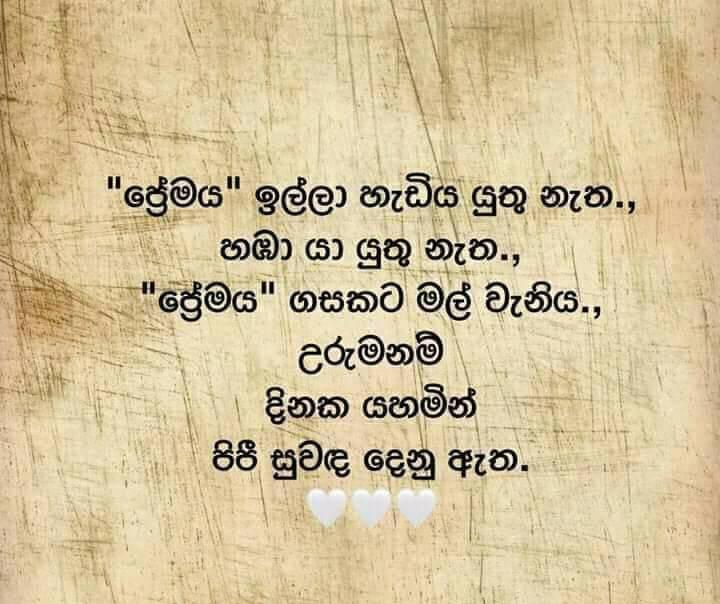 "ප්‍රේමය" ඉල්ලා හැඩිය යුතු නැත.,
හඹා යා යුතු නැත.,
"ප්‍රේමය" ගසකට මල් වැනිය.,
උරුමනම්
දිනක යහමින්
පිපී සුවඳ දෙනු ඇත.
🤍🤍🤍